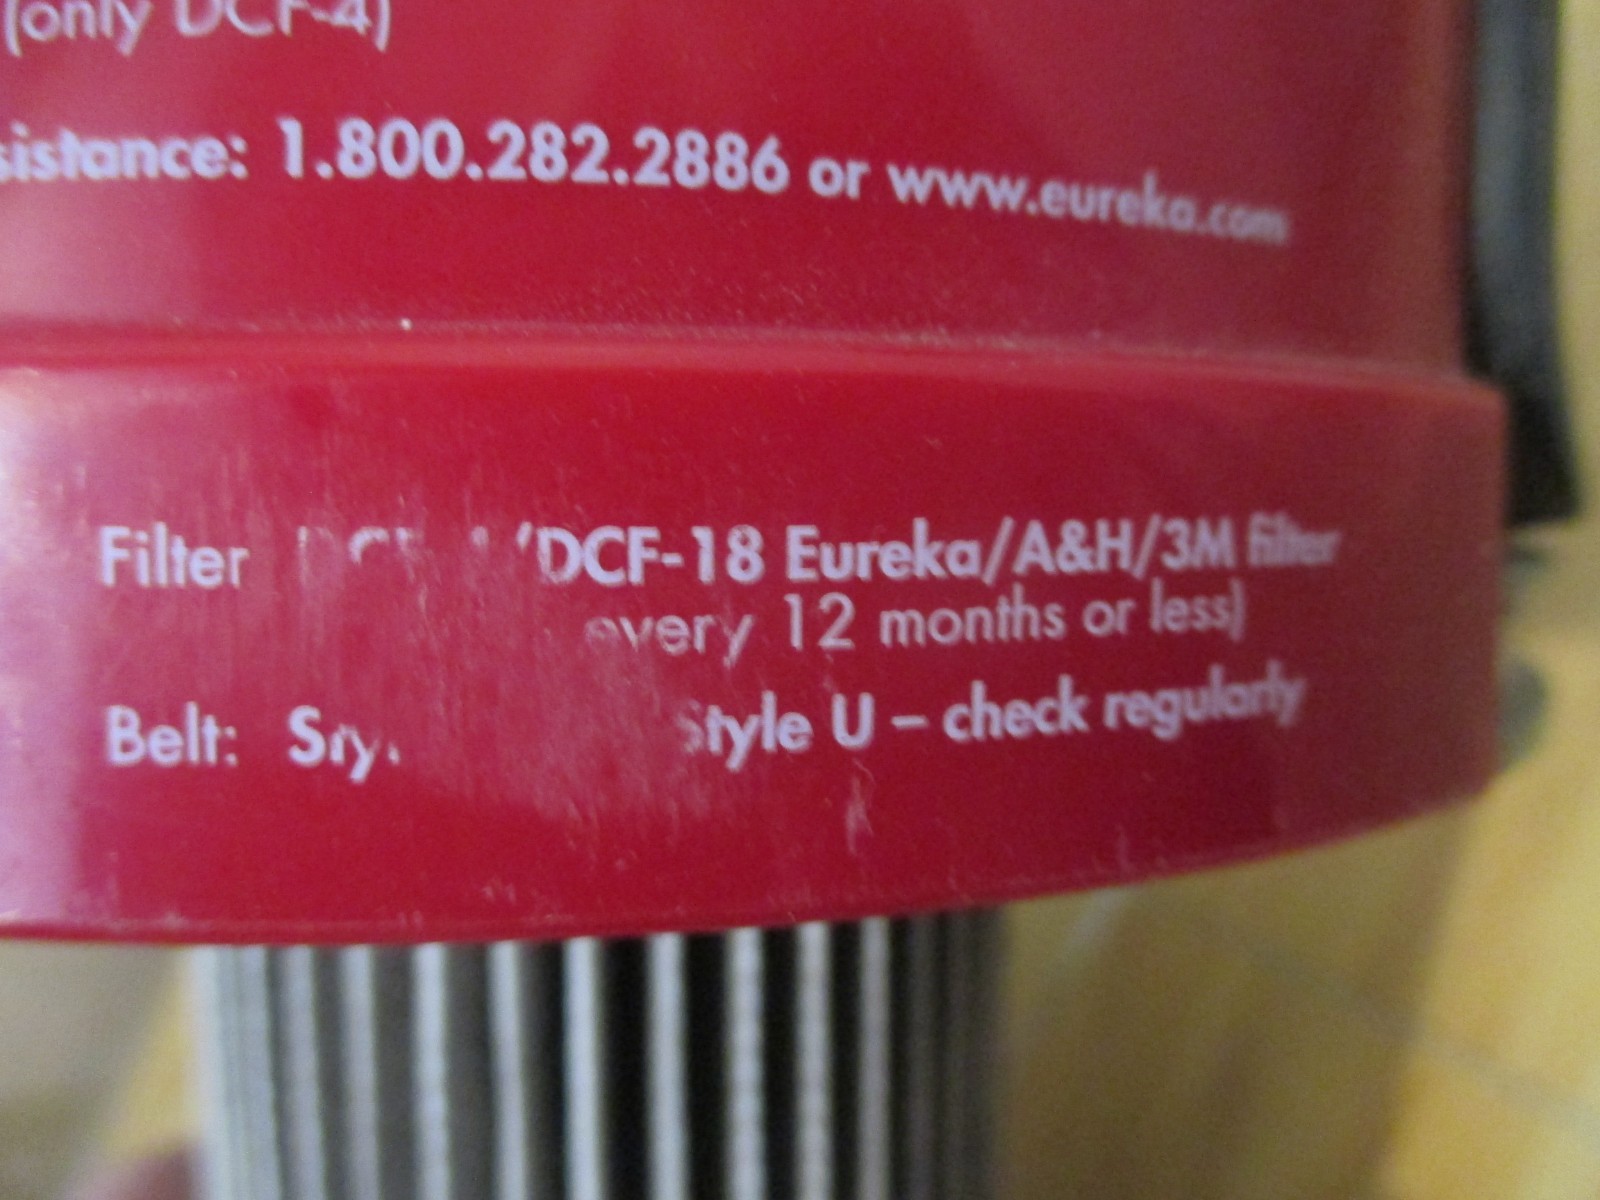 (only DCF-4)
sistance: 1.800.282.2886 or www.eureka.com
Filter DCF-18 Eureka/A&H/3M filter
every 12 months or less)
Belt: Style U – check regularly